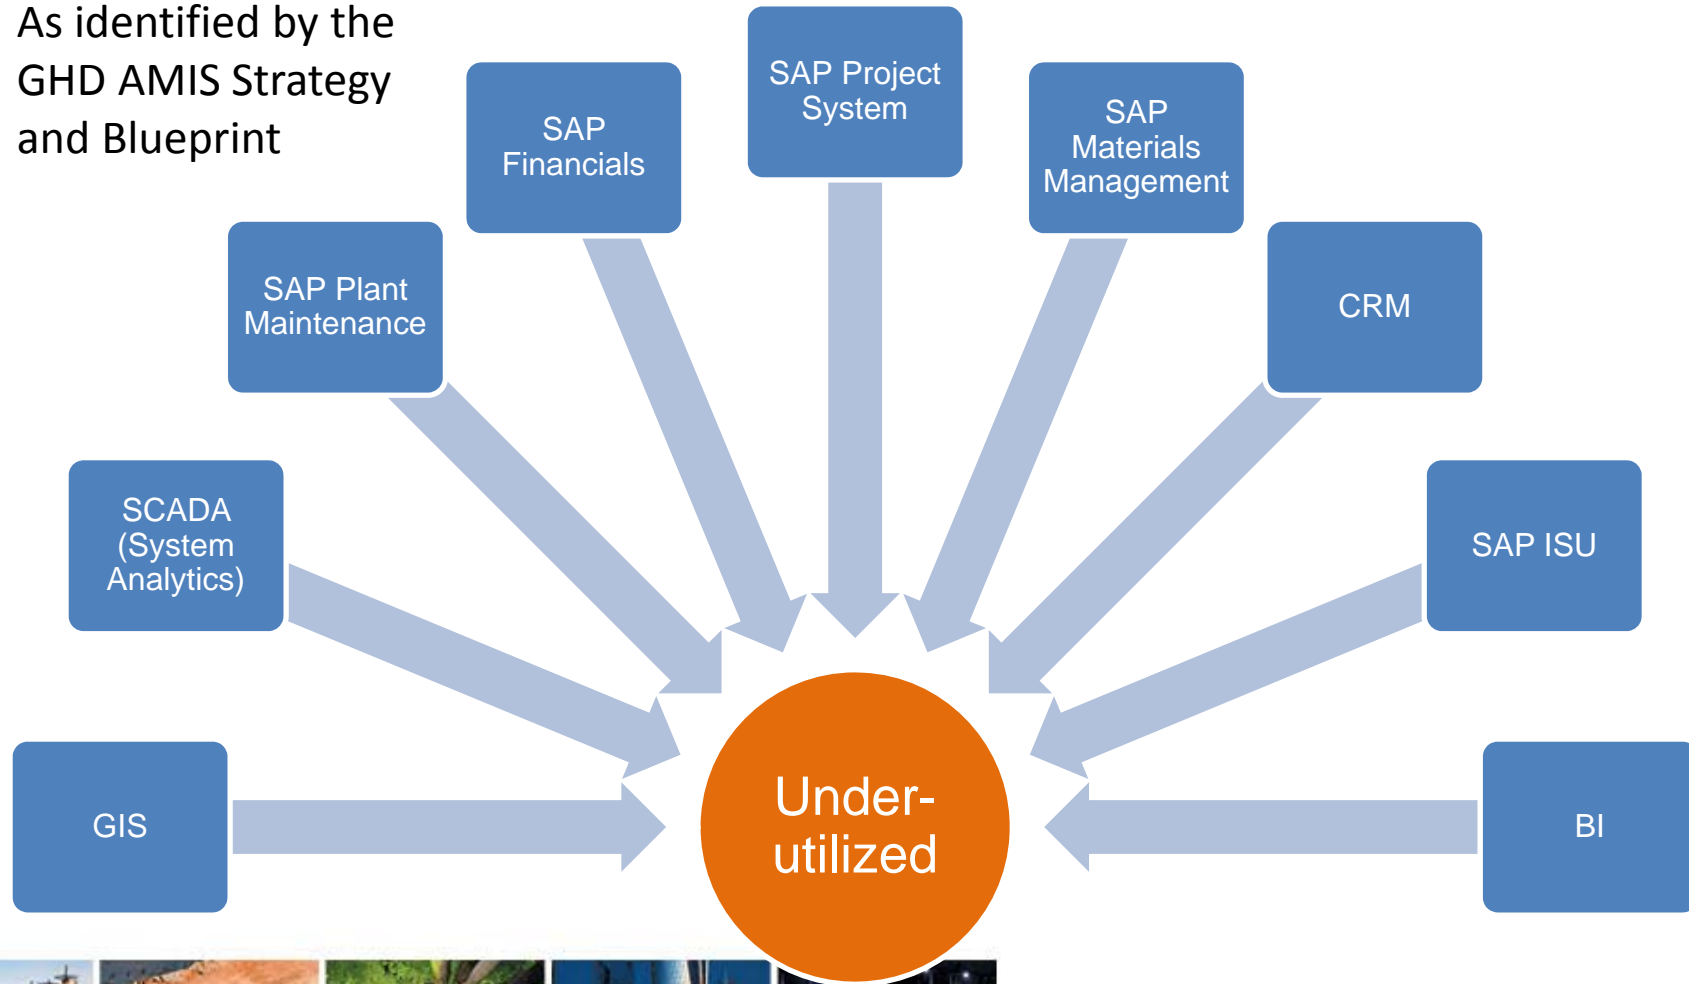 As identified by the
GHD AMIS Strategy
and Blueprint
SAP Project
System
SAP
Financials
SAP
Materials
Management
SAP Plant
Maintenance
CRM
SCADA
(System
Analytics)
SAP ISU
GIS
Under-
utilized
BI